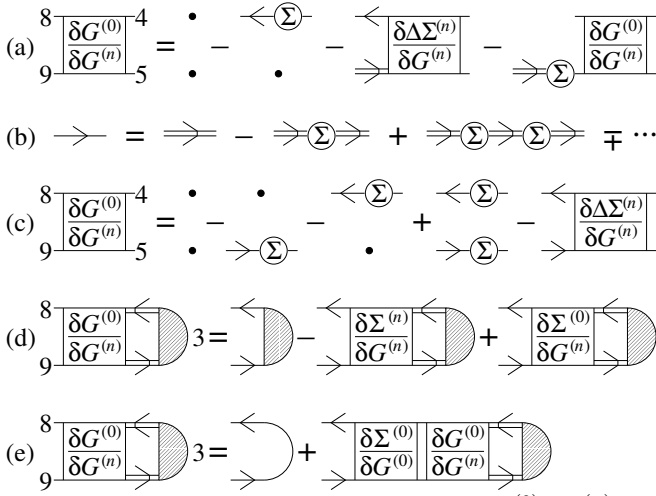 (a) 8 9 δG⁽⁰⁾ / δG⁽ⁿ⁾ 4 5 = • • − Σ • − δΔΣ⁽ⁿ⁾ / δG⁽ⁿ⁾ − Σ δG⁽⁰⁾ / δG⁽ⁿ⁾
(b) = − Σ + Σ Σ ∓ ···
(c) 8 9 δG⁽⁰⁾ / δG⁽ⁿ⁾ 4 5 = • • − • Σ − Σ • + Σ Σ − δΔΣ⁽ⁿ⁾ / δG⁽ⁿ⁾
(d) 8 9 δG⁽⁰⁾ / δG⁽ⁿ⁾ 3 = − δΣ⁽ⁿ⁾ / δG⁽ⁿ⁾ + δΣ⁽⁰⁾ / δG⁽ⁿ⁾
(e) 8 9 δG⁽⁰⁾ / δG⁽ⁿ⁾ 3 = + δΣ⁽⁰⁾ / δG⁽⁰⁾ δG⁽⁰⁾ / δG⁽ⁿ⁾